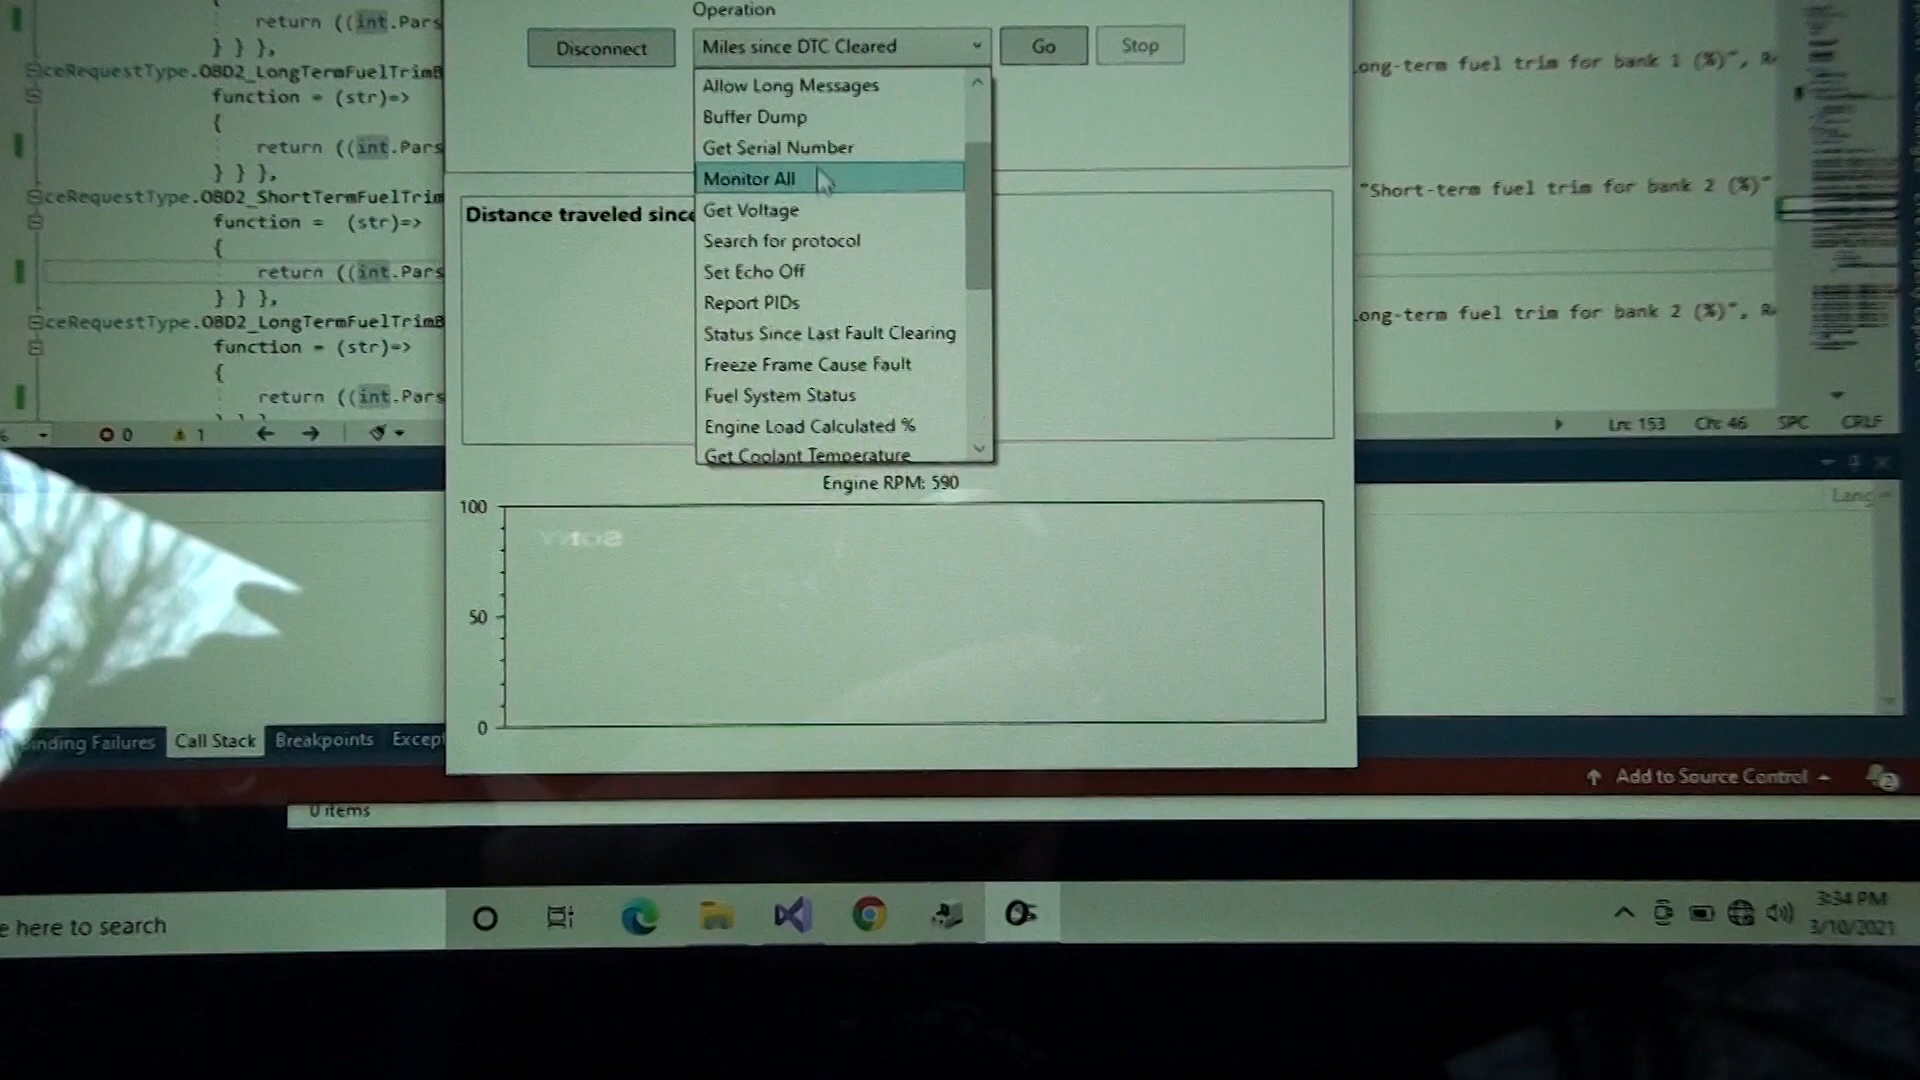 Operation
Disconnect
Miles since DTC Cleared
Go
Stop
Allow Long Messages
Buffer Dump
Get Serial Number
Monitor All
Get Voltage
Search for protocol
Set Echo Off
Report PIDs
Status Since Last Fault Clearing
Freeze Frame Cause Fault
Fuel System Status
Engine Load Calculated %
Get Coolant Temperature
Distance traveled since
Engine RPM: 590
100
50
0
SONY
return ((int.Pars
} } },
ceRequestType.OBD2_LongTermFuelTrimB
function = (str)=>
{
return ((int.Pars
} } },
ceRequestType.OBD2_ShortTermFuelTrim
function = (str)=>
{
return ((int.Pars
} } },
ceRequestType.OBD2_LongTermFuelTrimB
function = (str)=>
{
return ((int.Pars
0
1
ong-term fuel trim for bank 1 (%)",
"Short-term fuel trim for bank 2 (%)"
ong-term fuel trim for bank 2 (%)",
Ln: 153
Ch: 46
SPC
CRLF
Lang
inding Failures
Call Stack
Breakpoints
Except
Add to Source Control
2
0 items
e here to search
3:34 PM
3/10/2021